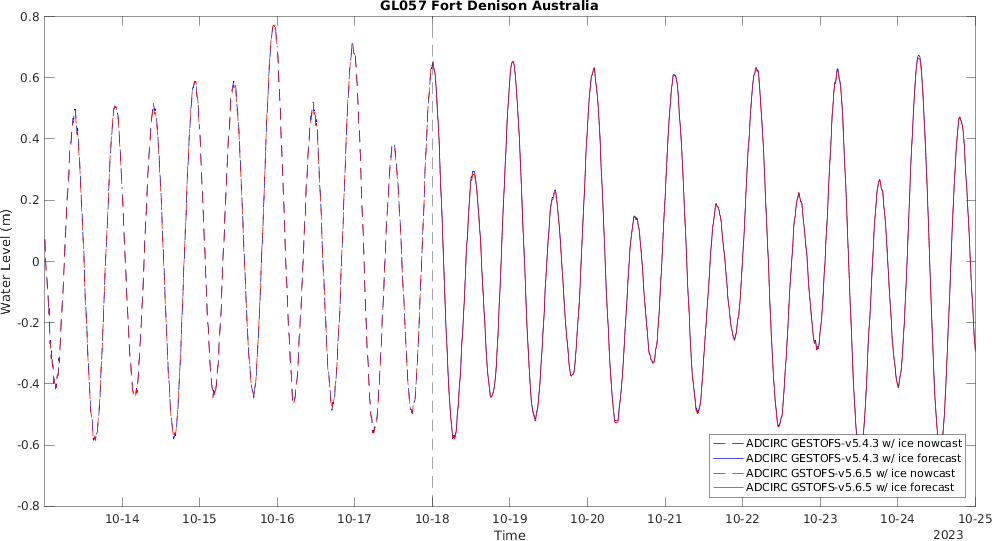 GL057 Fort Denison Australia
Water Level (m)
0.8
0.6
0.4
0.2
0
-0.2
-0.4
-0.6
-0.8
ADCIRC GESTOFS-v5.4.3 w/ ice nowcast
ADCIRC GESTOFS-v5.4.3 w/ ice forecast
ADCIRC GSTOFS-v5.6.5 w/ ice nowcast
ADCIRC GSTOFS-v5.6.5 w/ ice forecast
10-14 10-15 10-16 10-17 10-18 10-19 10-20 10-21 10-22 10-23 10-24 10-25
Time
2023